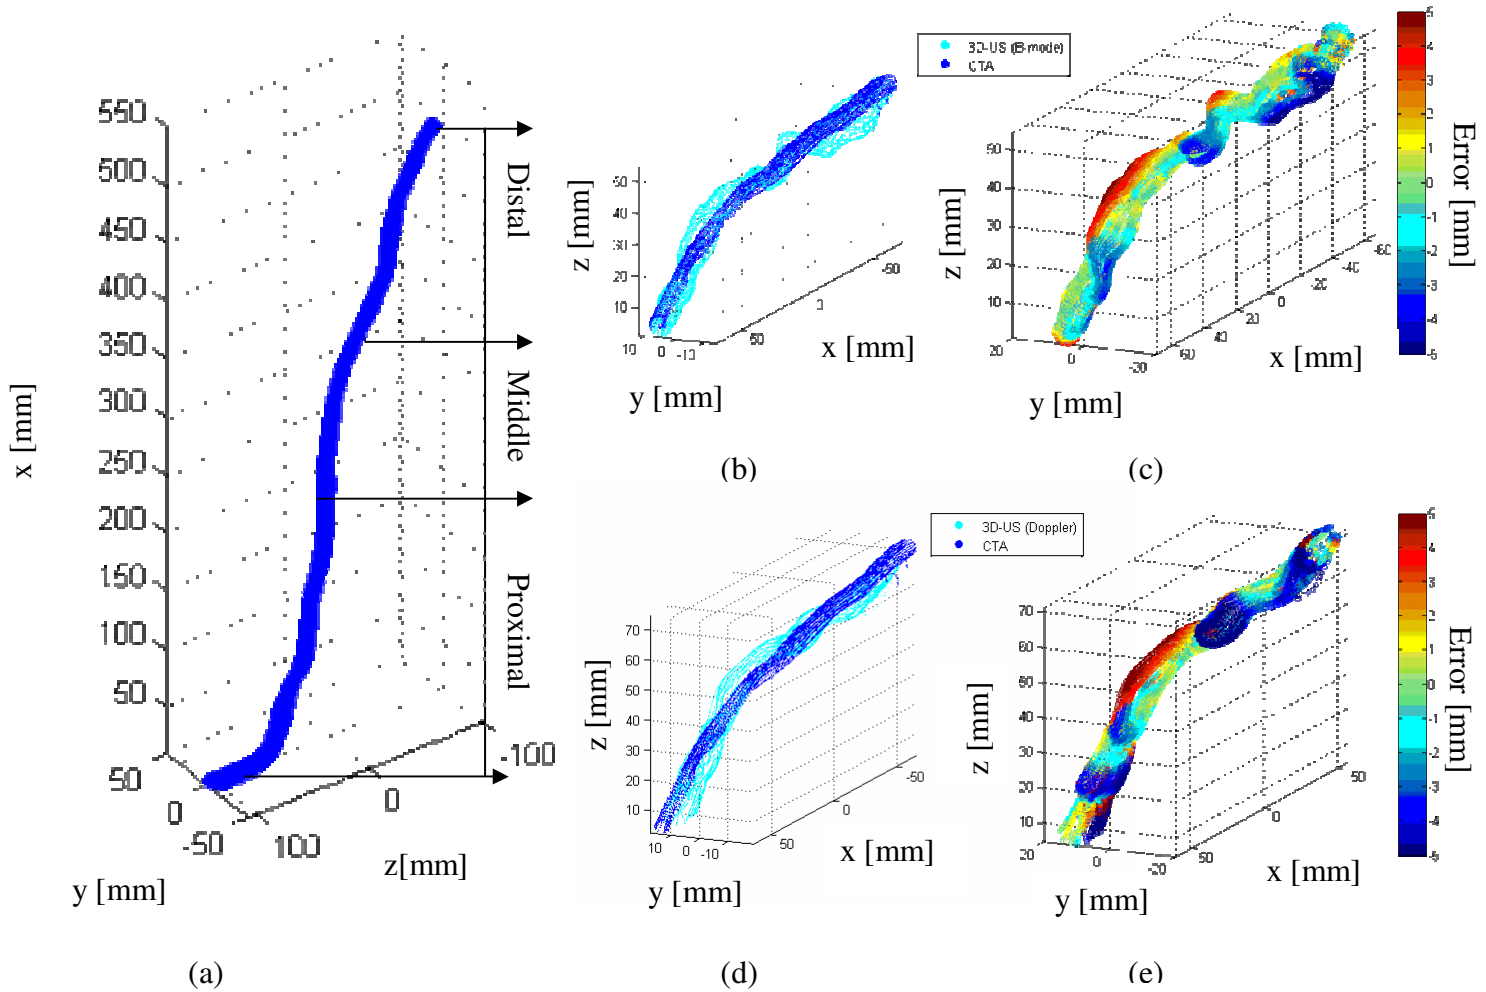 550
500
450
400
350
300
250
200
150
100
50
x [mm]
Distal
Middle
Proximal
50
0
-50
100
0
-100
y [mm]
z[mm]
(a)
3D-US (B-mode)
CTA
50
40
30
20
10
z [mm]
10 0 -10
50
0
-50
x [mm]
y [mm]
(b)
50
40
30
20
10
z [mm]
20
0
-20
60
40
20
0
-20
-40
-60
x [mm]
y [mm]
5
4
3
2
1
0
-1
-2
-3
-4
-5
Error [mm]
(c)
3D-US (Doppler)
CTA
70
60
50
40
30
20
10
z [mm]
10 0 -10
50
0
-50
x [mm]
y [mm]
(d)
70
60
50
40
30
20
10
z [mm]
20
0
-20
50
0
50
x [mm]
y [mm]
5
4
3
2
1
0
-1
-2
-3
-4
-5
Error [mm]
(e)